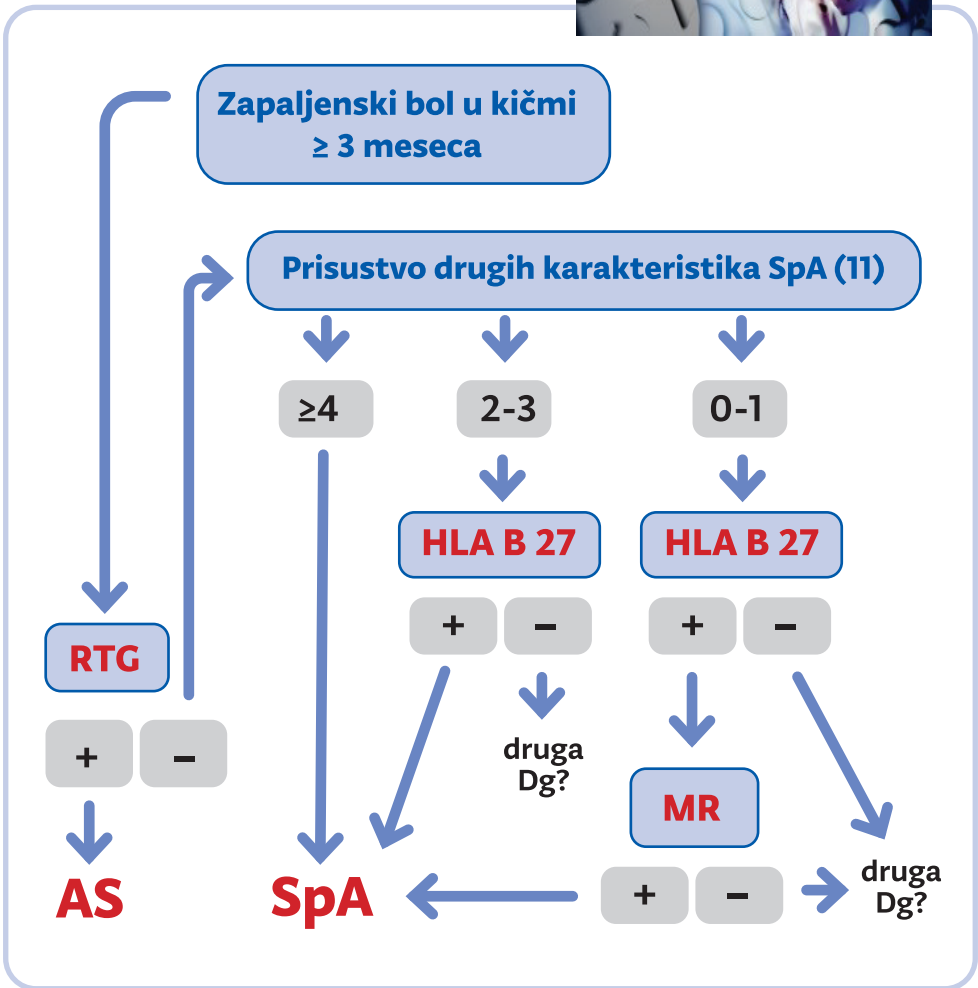 Zapaljenski bol u kičmi
≥ 3 meseca
Prisustvo drugih karakteristika SpA (11)
≥4
2-3
0-1
HLA B 27
HLA B 27
+
–
+
–
RTG
+
–
druga
Dg?
MR
+
–
druga
Dg?
AS
SpA